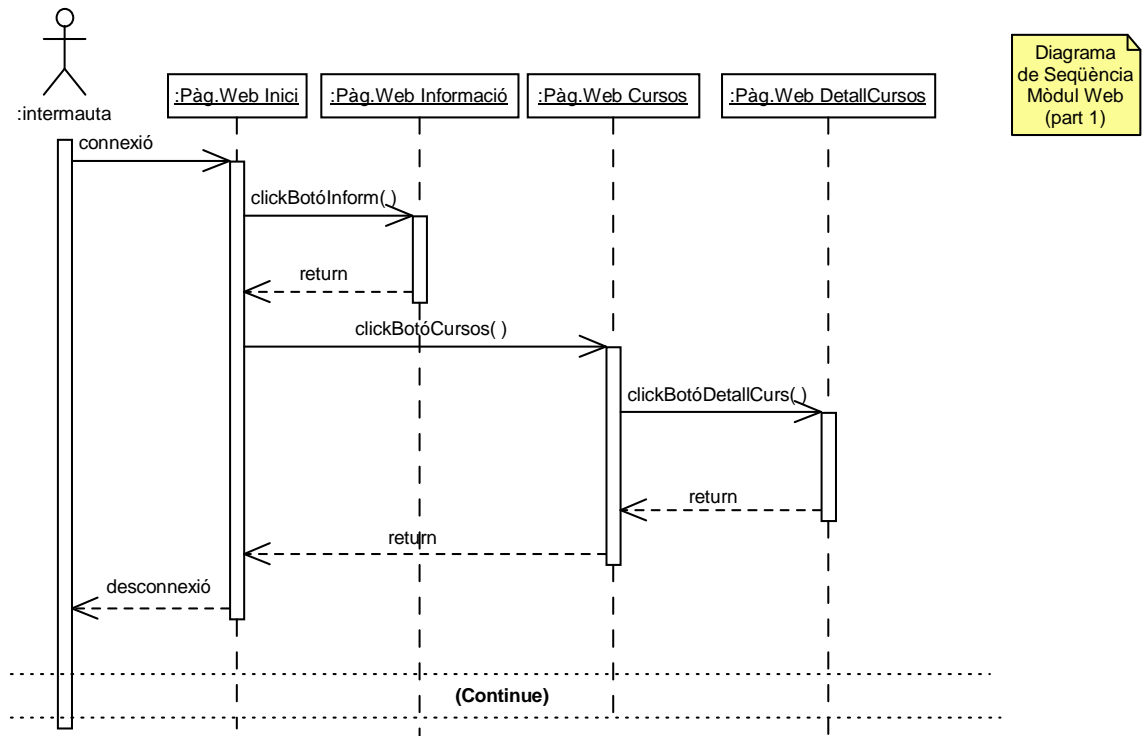 :intermauta
:Pàg.Web Inici
:Pàg.Web Informació
:Pàg.Web Cursos
:Pàg.Web DetallCursos
Diagrama
de Seqüència
Mòdul Web
(part 1)
connexió
clickBotóInform( )
return
clickBotóCursos( )
clickBotóDetallCurs( )
return
return
desconnexió
(Continue)